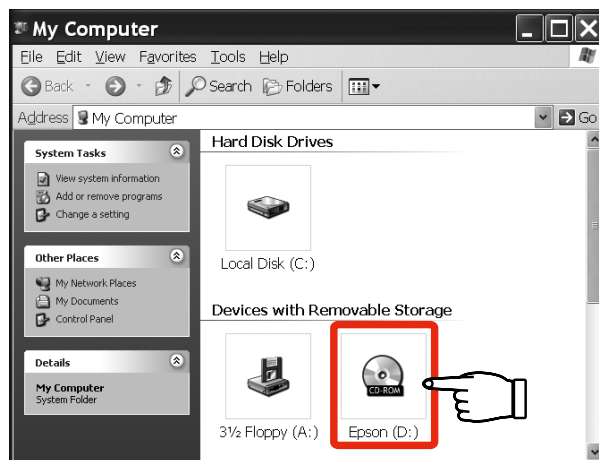 My Computer
File Edit View Favorites Tools Help
Back Search Folders
Address My Computer Go
System Tasks
View system information
Add or remove programs
Change a setting
Other Places
My Network Places
My Documents
Control Panel
Details
My Computer
System Folder
Hard Disk Drives
Local Disk (C:)
Devices with Removable Storage
CD-ROM
3½ Floppy (A:) Epson (D:)